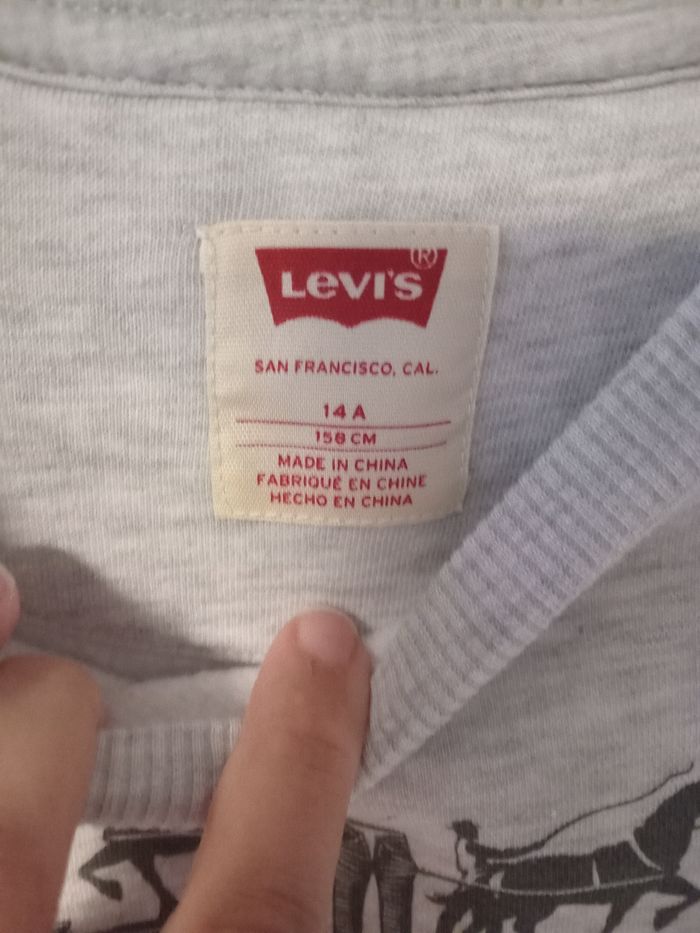 LEVI'S ®
SAN FRANCISCO, CAL.
14 A
158 CM
MADE IN CHINA
FABRIQUÉ EN CHINE
HECHO EN CHINA